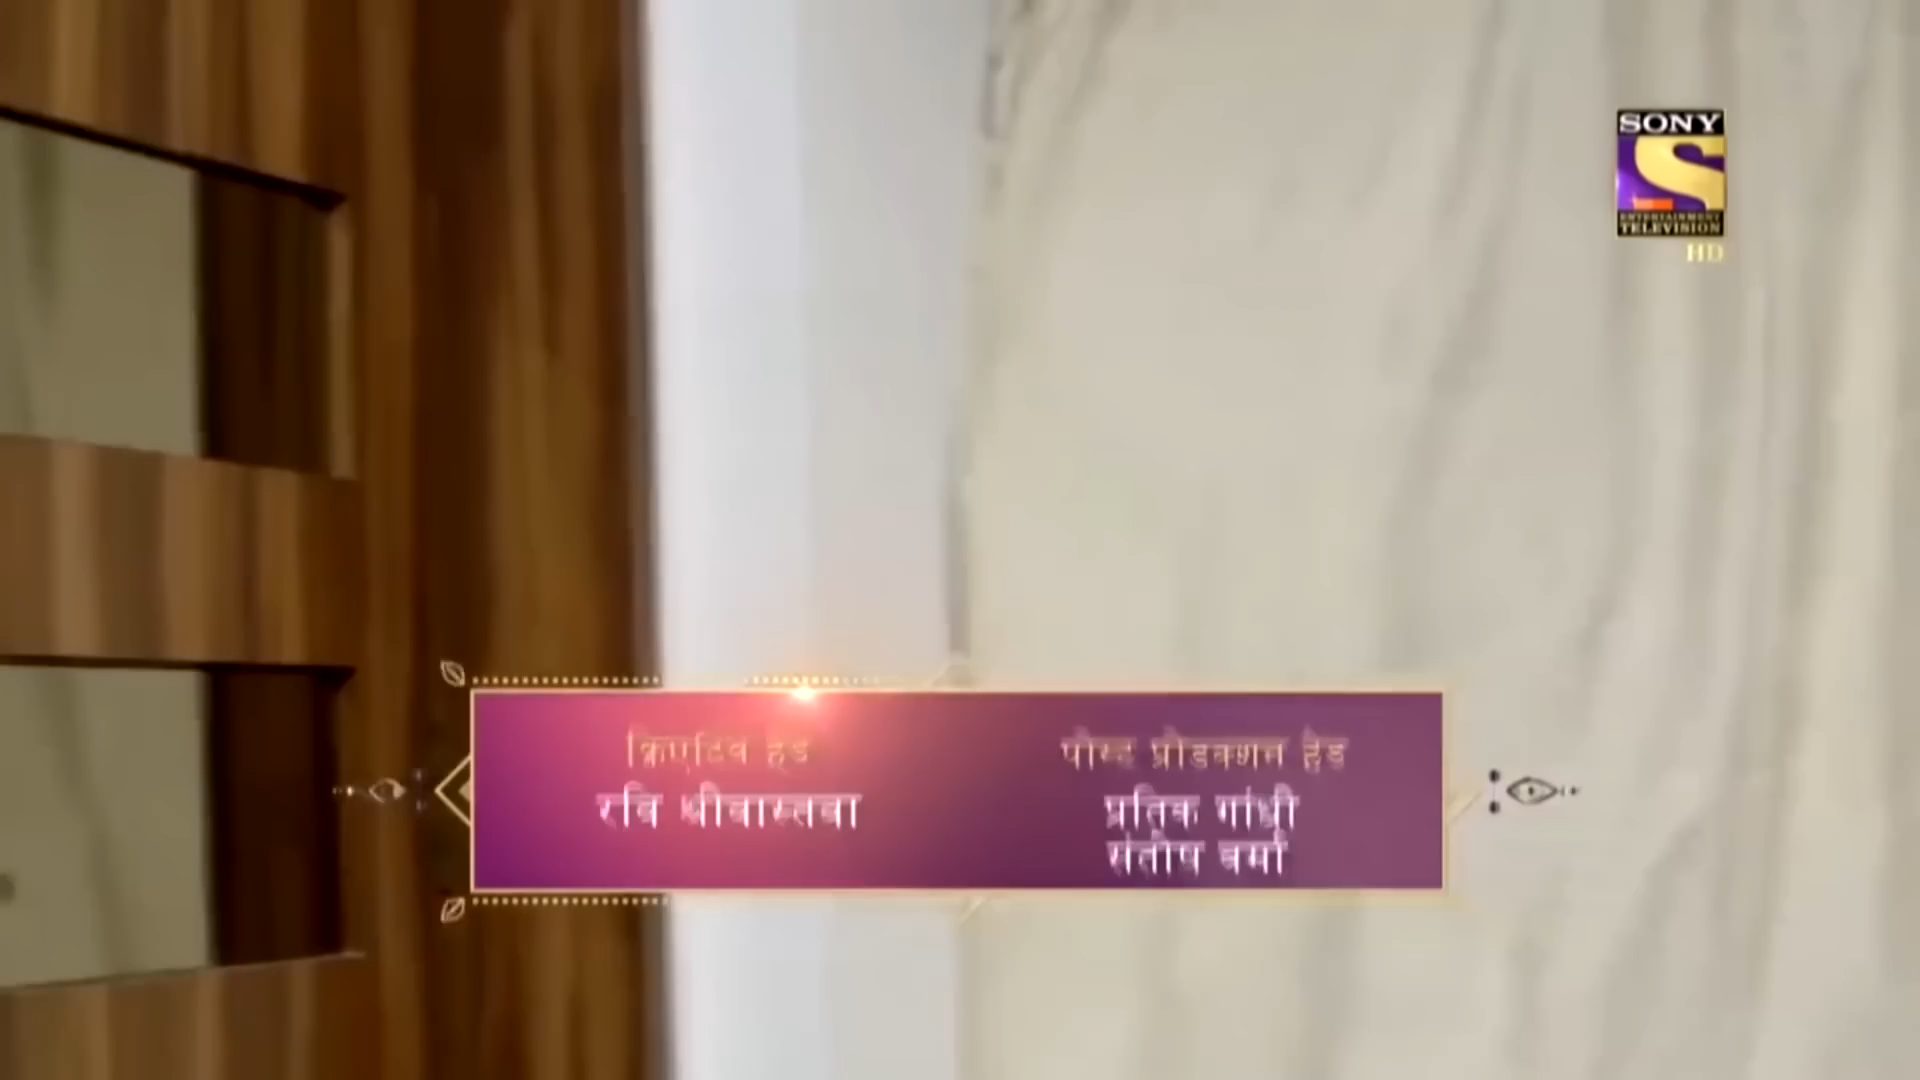 SONY
ENTERTAINMENT
TELEVISION
HD
क्रिएटिव हेड
रवि श्रीवास्तवा
पोस्ट प्रोडक्शन हेड
प्रतिक गांधी
संतोष वर्मा